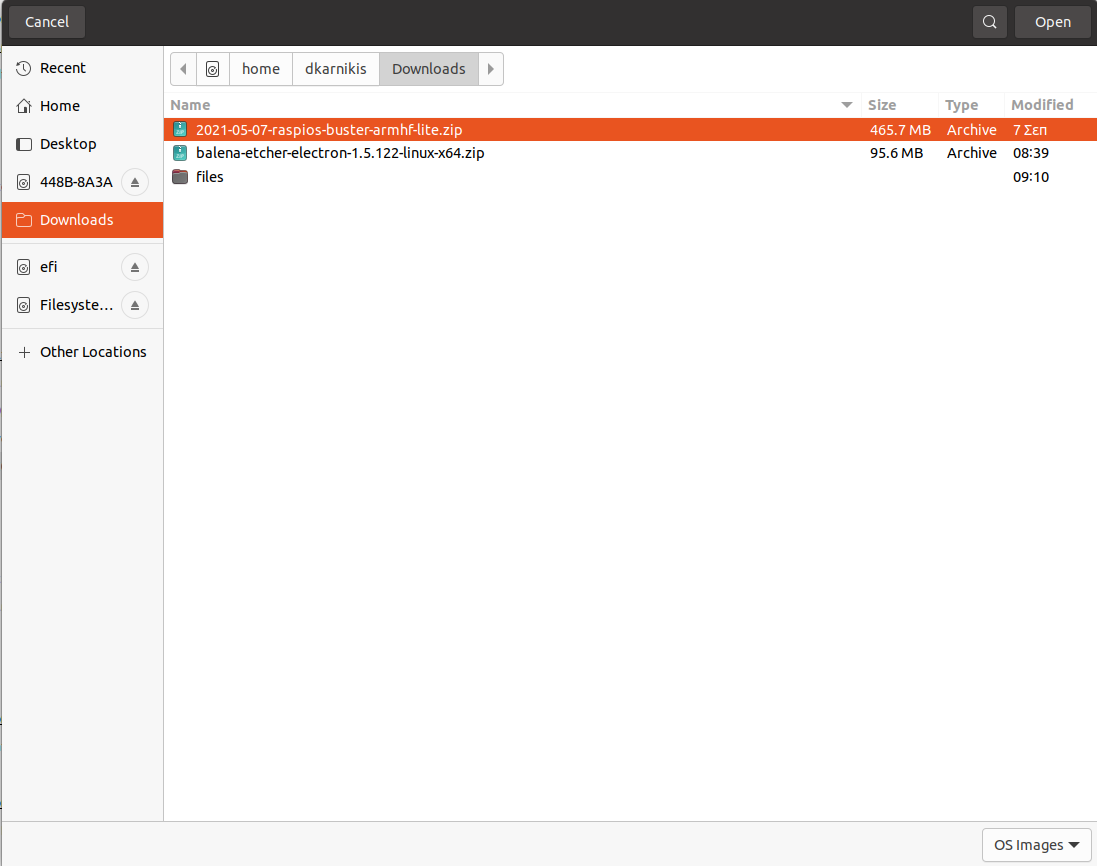 Cancel Open
Recent
Home
Desktop
448B-8A3A
Downloads
efi
Filesyste...
Other Locations
home dkarnikis Downloads
Name Size Type Modified
2021-05-07-raspios-buster-armhf-lite.zip 465.7 MB Archive 7 Σεπ
balena-etcher-electron-1.5.122-linux-x64.zip 95.6 MB Archive 08:39
files 09:10
OS Images